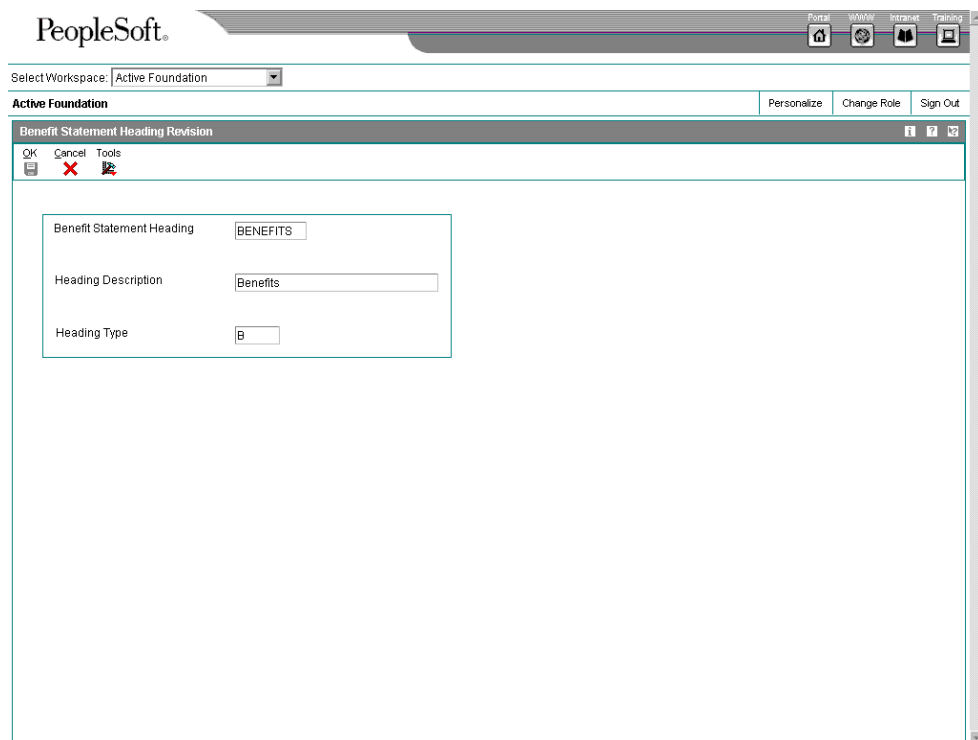 Portal WWW Intranet Training
PeopleSoft®
Select Workspace: Active Foundation
Active Foundation Personalize Change Role Sign Out
Benefit Statement Heading Revision
OK Cancel Tools
Benefit Statement Heading BENEFITS
Heading Description Benefits
Heading Type B